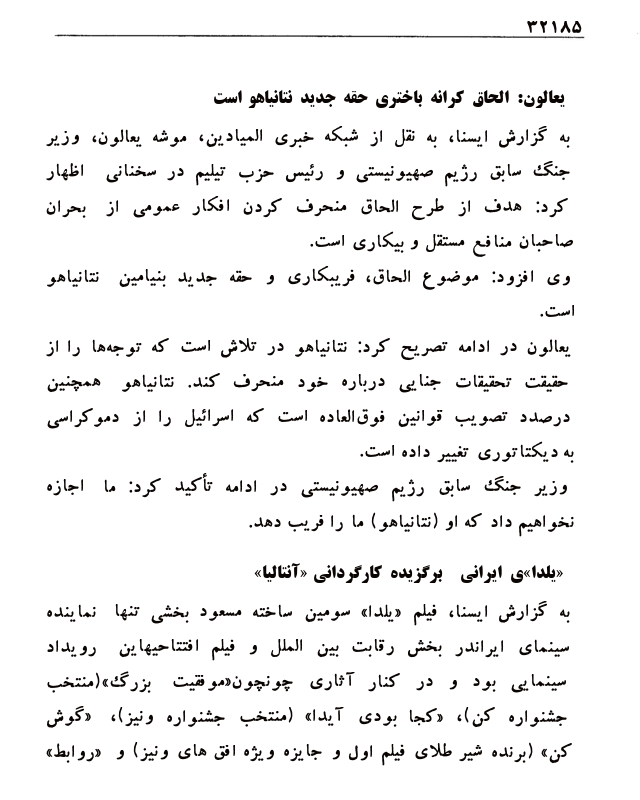 ۳۲۱۸۵
یعالون: الحاق کرانه باختری حقه جدید نتانیاهو است
به گزارش ایسنا، به نقل از شبکه خبری المیادین، موشه یعالون، وزیر
جنگ سابق رژیم صهیونیستی و رئیس حزب تیلیم در سخنانی اظهار
کرد: هدف از طرح الحاق منحرف کردن افکار عمومی از بحران
صاحبان منافع مستقل و بیکاری است.
وی افزود: موضوع الحاق، فریبکاری و حقه جدید بنیامین نتانیاهو
است.
یعالون در ادامه تصریح کرد: نتانیاهو در تلاش است که توجه‌ها را از
حقیقت تحقیقات جنایی درباره خود منحرف کند. نتانیاهو همچنین
درصدد تصویب قوانین فوق‌العاده است که اسرائیل را از دموکراسی
به دیکتاتوری تغییر داده است.
وزیر جنگ سابق رژیم صهیونیستی در ادامه تأکید کرد: ما اجازه
نخواهیم داد که او (نتانیاهو) ما را فریب دهد.
«یلدا»ی ایرانی برگزیده کارگردانی «آنتالیا»
به گزارش ایسنا، فیلم «یلدا» سومین ساخته مسعود بخشی تنها نماینده
سینمای ایراندر بخش رقابت بین الملل و فیلم افتتاحیهاین رویداد
سینمایی بود و در کنار آثاری چونچون«موفقیت بزرگ»(منتخب
جشنواره کن)، «کجا بودی آیدا» (منتخب جشنواره ونیز)، «گوش
کن» (برنده شیر طلای فیلم اول و جایزه ویژه افق های ونیز) و «روابط»